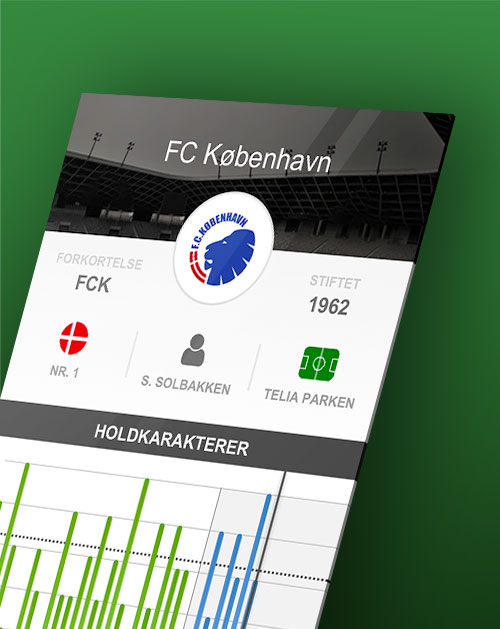 FC København
F.C. KØBENHAVN
FORKORTELSE
FCK
STIFTET
1962
NR. 1
S. SOLBAKKEN
TELIA PARKEN
HOLDKARAKTERER